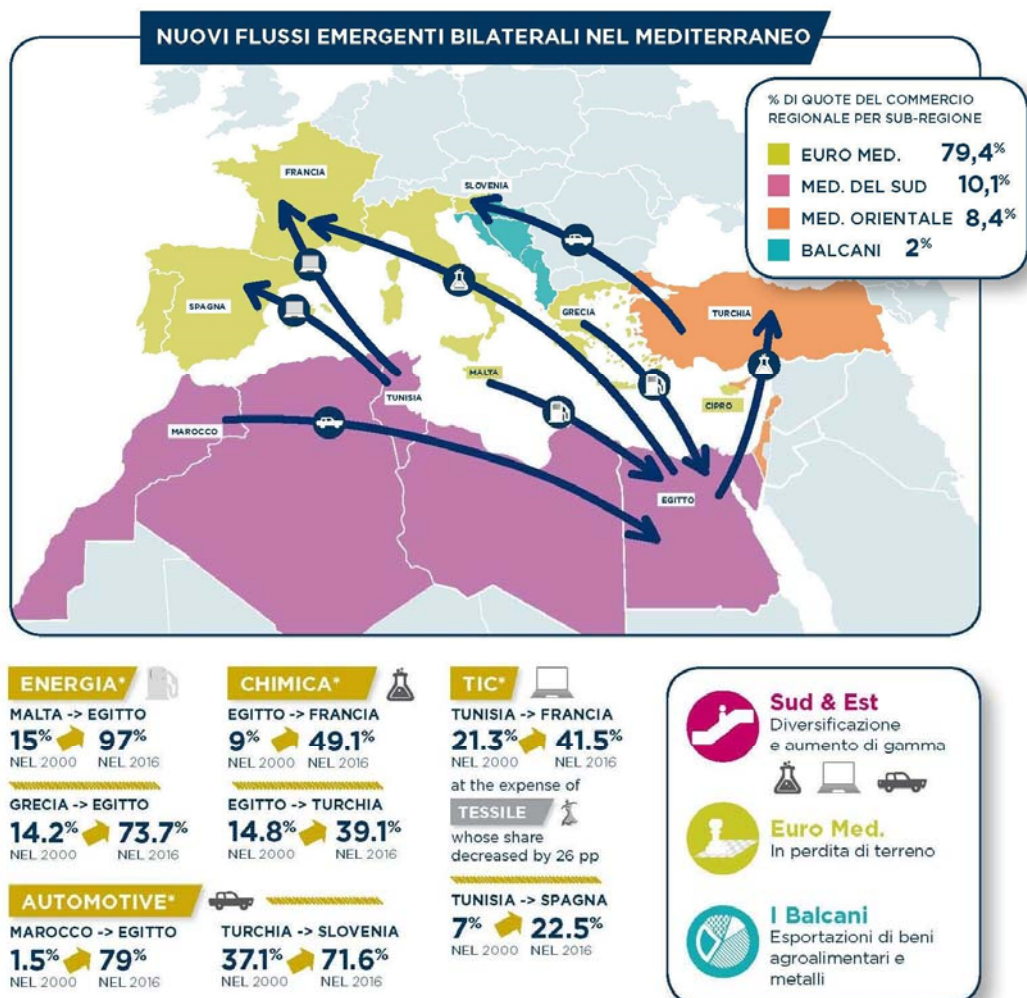 NUOVI FLUSSI EMERGENTI BILATERALI NEL MEDITERRANEO
% DI QUOTE DEL COMMERCIO
REGIONALE PER SUB-REGIONE
EURO MED. 79,4%
MED. DEL SUD 10,1%
MED. ORIENTALE 8,4%
BALCANI 2%
FRANCIA
SLOVENIA
SPAGNA
GRECIA
TURCHIA
MALTA
TUNISIA
CIPRO
MAROCCO
EGITTO
ENERGIA*
MALTA -> EGITTO
15% 97%
NEL 2000 NEL 2016
GRECIA -> EGITTO
14.2% 73.7%
NEL 2000 NEL 2016
CHIMICA*
EGITTO -> FRANCIA
9% 49.1%
NEL 2000 NEL 2016
EGITTO -> TURCHIA
14.8% 39.1%
NEL 2000 NEL 2016
TIC*
TUNISIA -> FRANCIA
21.3% 41.5%
NEL 2000 NEL 2016
at the expense of
TESSILE
whose share
decreased by 26 pp
TUNISIA -> SPAGNA
7% 22.5%
NEL 2000 NEL 2016
AUTOMOTIVE*
MAROCCO -> EGITTO
1.5% 79%
NEL 2000 NEL 2016
TURCHIA -> SLOVENIA
37.1% 71.6%
NEL 2000 NEL 2016
Sud & Est
Diversificazione
e aumento di gamma
Euro Med.
In perdita di terreno
I Balcani
Esportazioni di beni
agroalimentari e
metalli